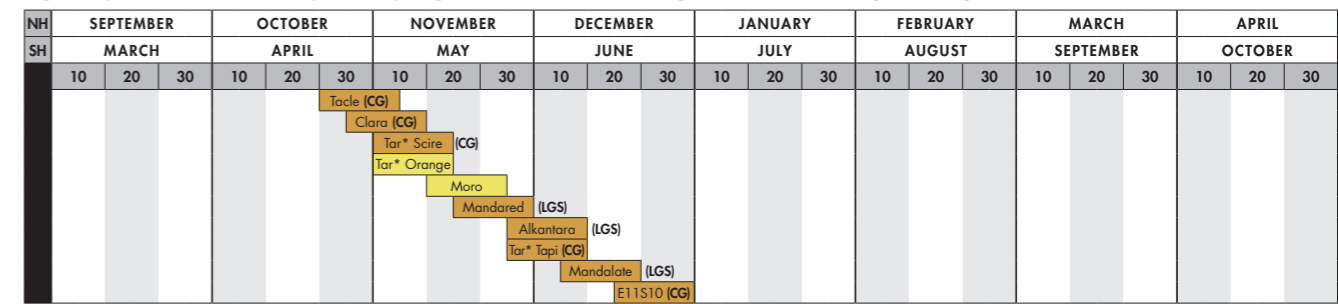 NH SEPTEMBER OCTOBER NOVEMBER DECEMBER JANUARY FEBRUARY MARCH APRIL
SH MARCH APRIL MAY JUNE JULY AUGUST SEPTEMBER OCTOBER
10 20 30 10 20 30 10 20 30 10 20 30 10 20 30 10 20 30 10 20 30 10 20 30
Tacle (CG)
Clara (CG)
Tar* Scire (CG)
Tar* Orange
Moro
Mandared (LGS)
Alkantara (LGS)
Tar* Tapi (CG)
Mandalate (LGS)
E11S10 (CG)